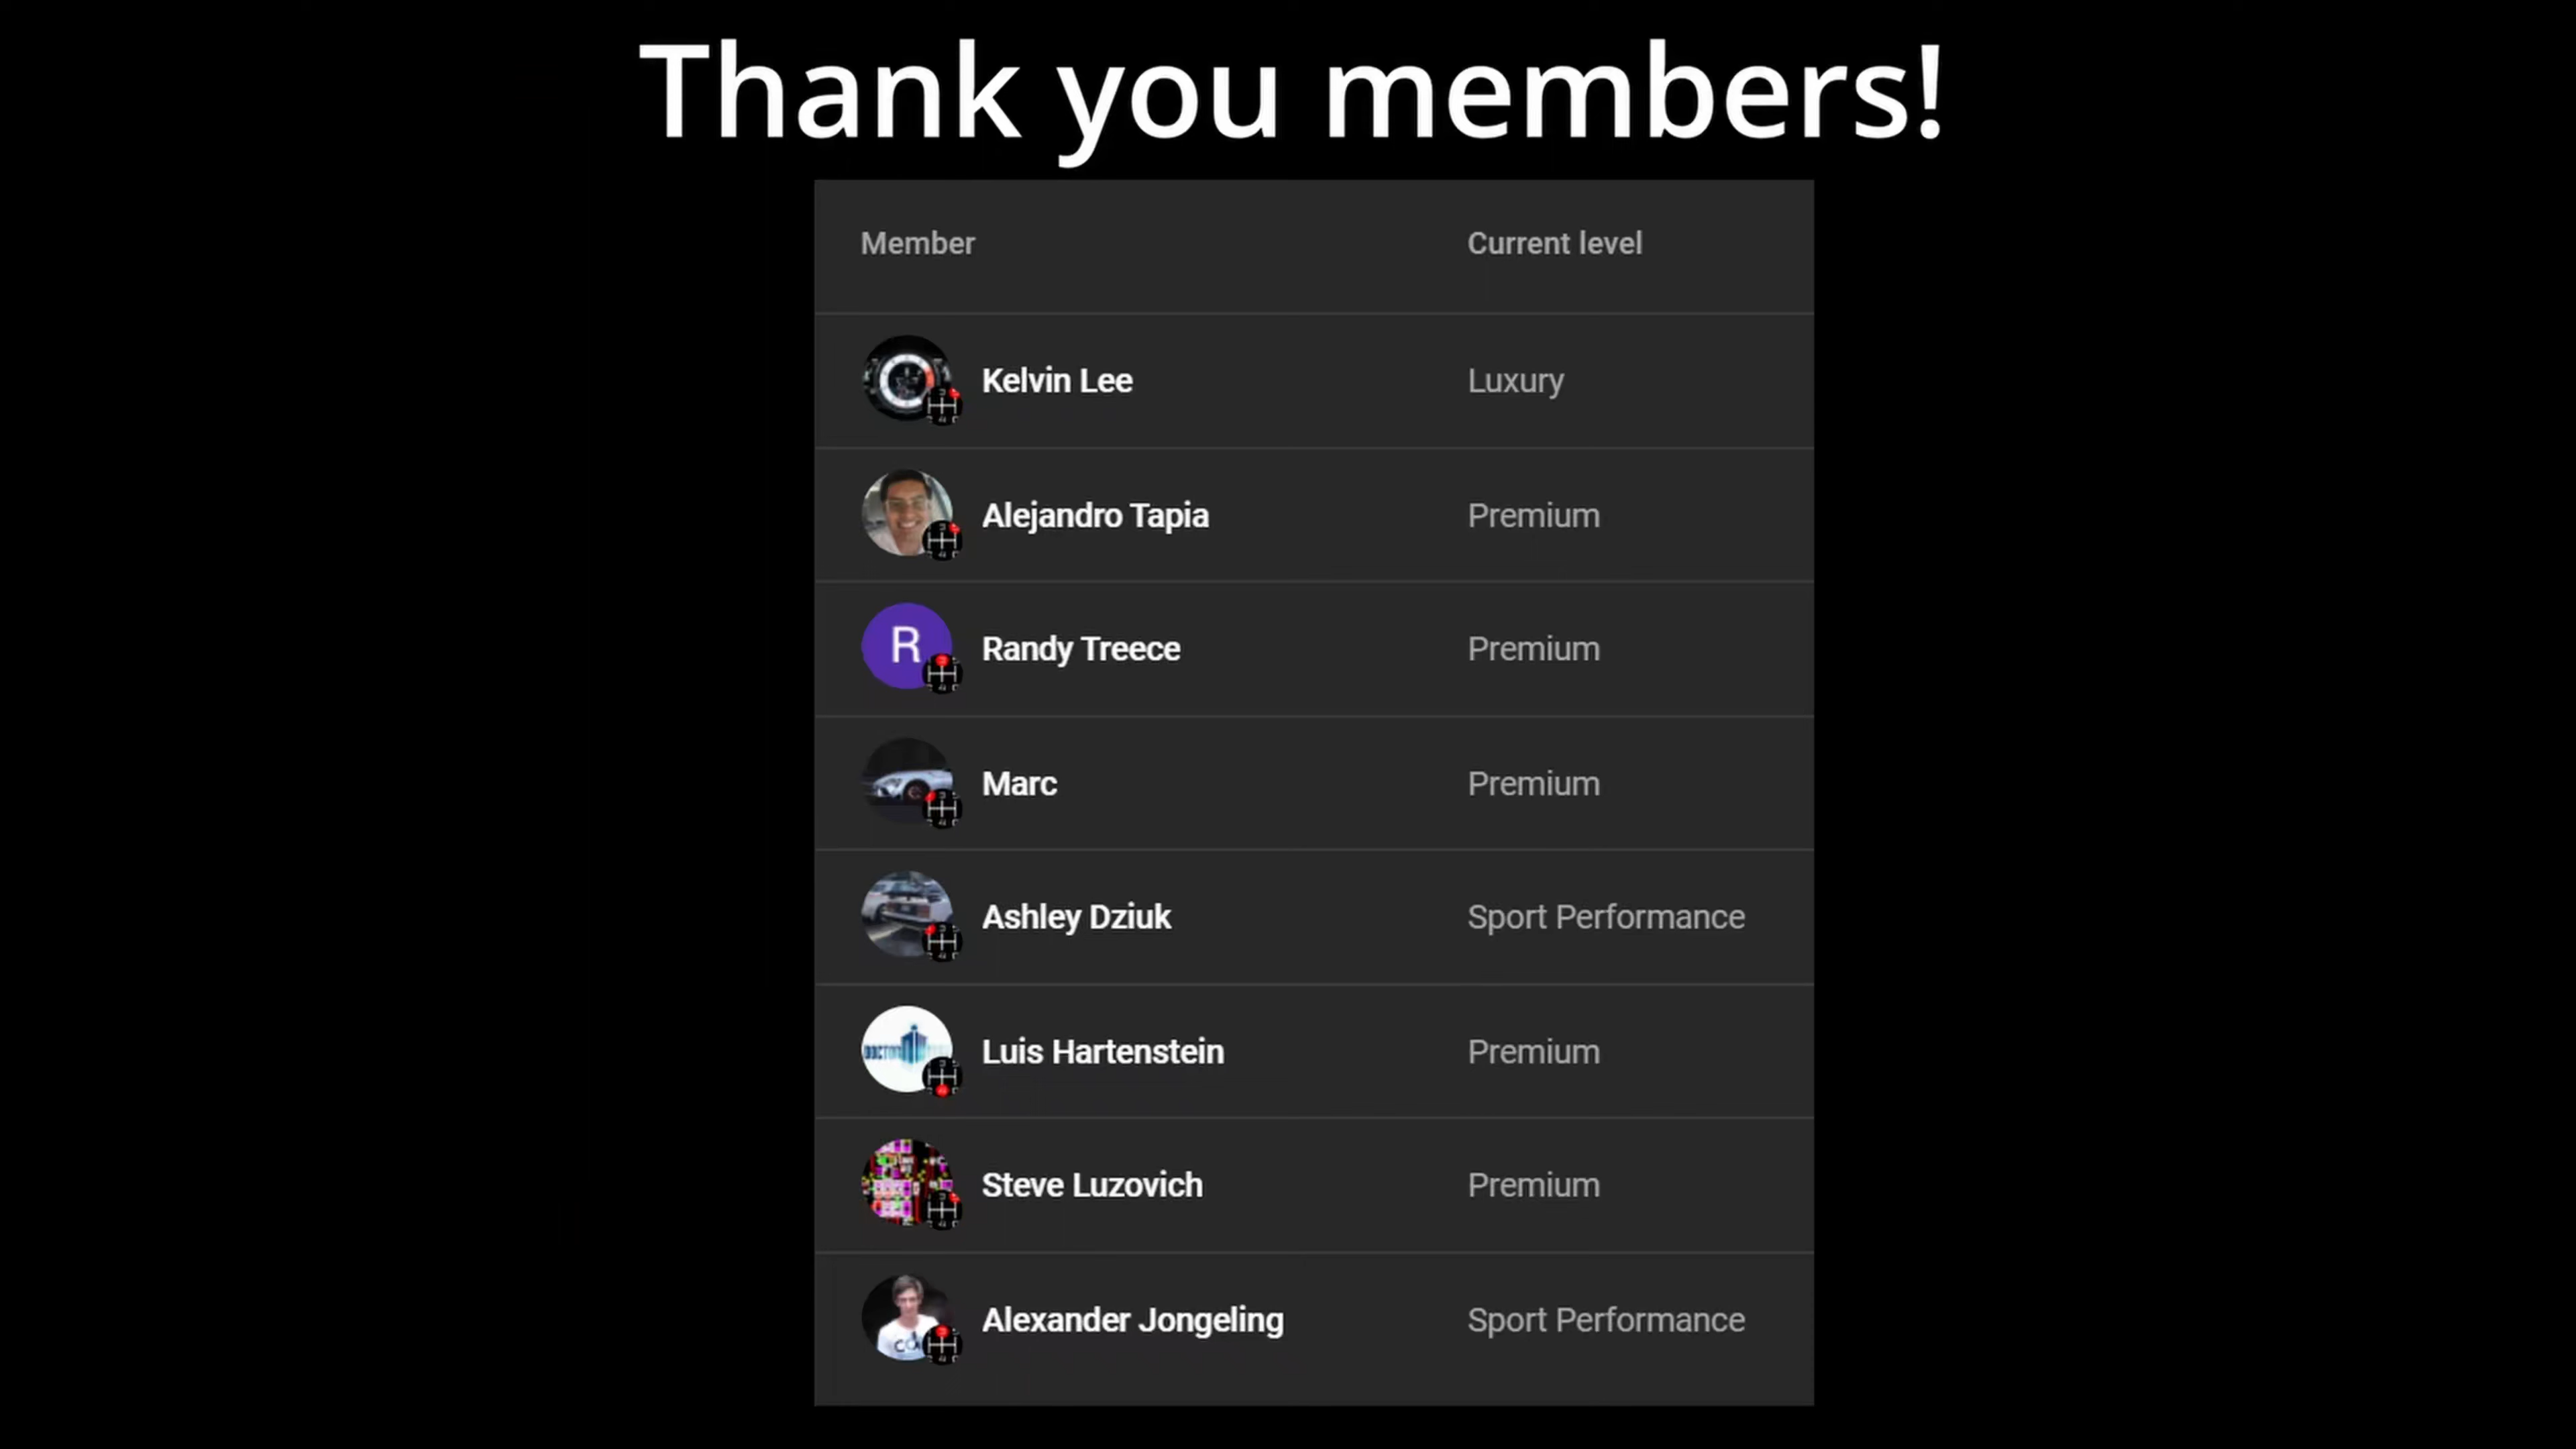 Thank you members!
Member Current level
Kelvin Lee Luxury
Alejandro Tapia Premium
R
Randy Treece Premium
Marc Premium
Ashley Dziuk Sport Performance
Luis Hartenstein Premium
Steve Luzovich Premium
Alexander Jongeling Sport Performance